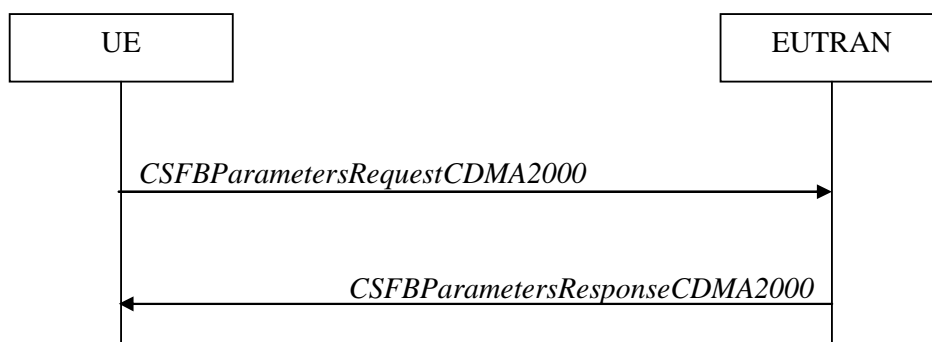 UE
EUTRAN
CSFBParametersRequestCDMA2000
CSFBParametersResponseCDMA2000